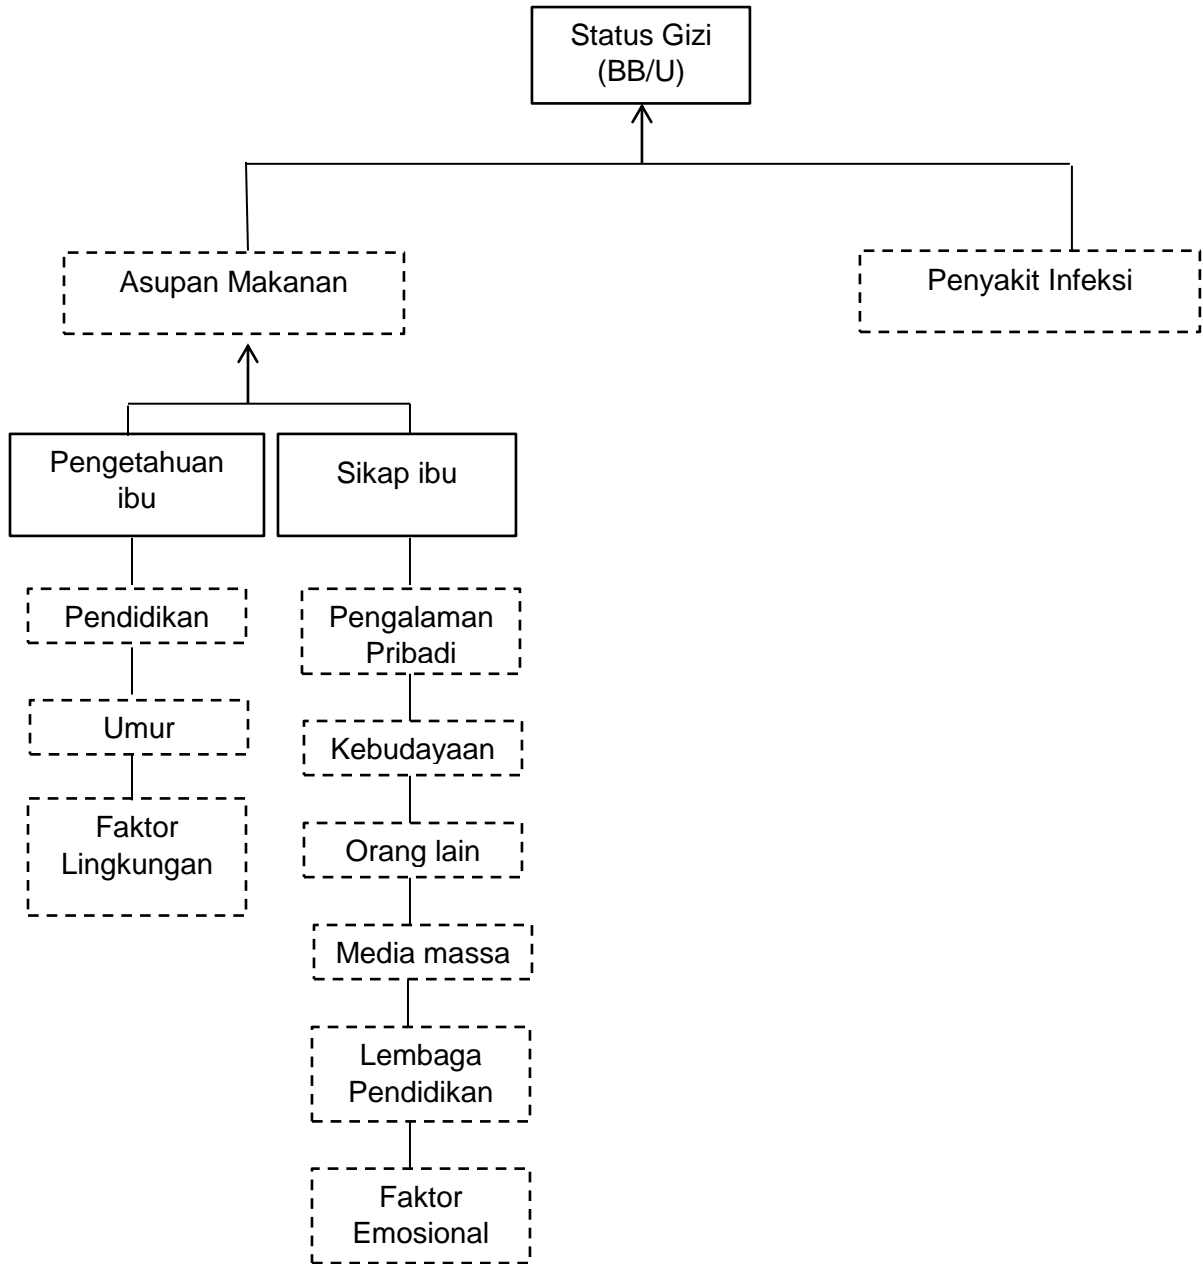 Status Gizi
(BB/U)
Asupan Makanan
Penyakit Infeksi
Pengetahuan
ibu
Sikap ibu
Pendidikan
Umur
Faktor
Lingkungan
Pengalaman
Pribadi
Kebudayaan
Orang lain
Media massa
Lembaga
Pendidikan
Faktor
Emosional